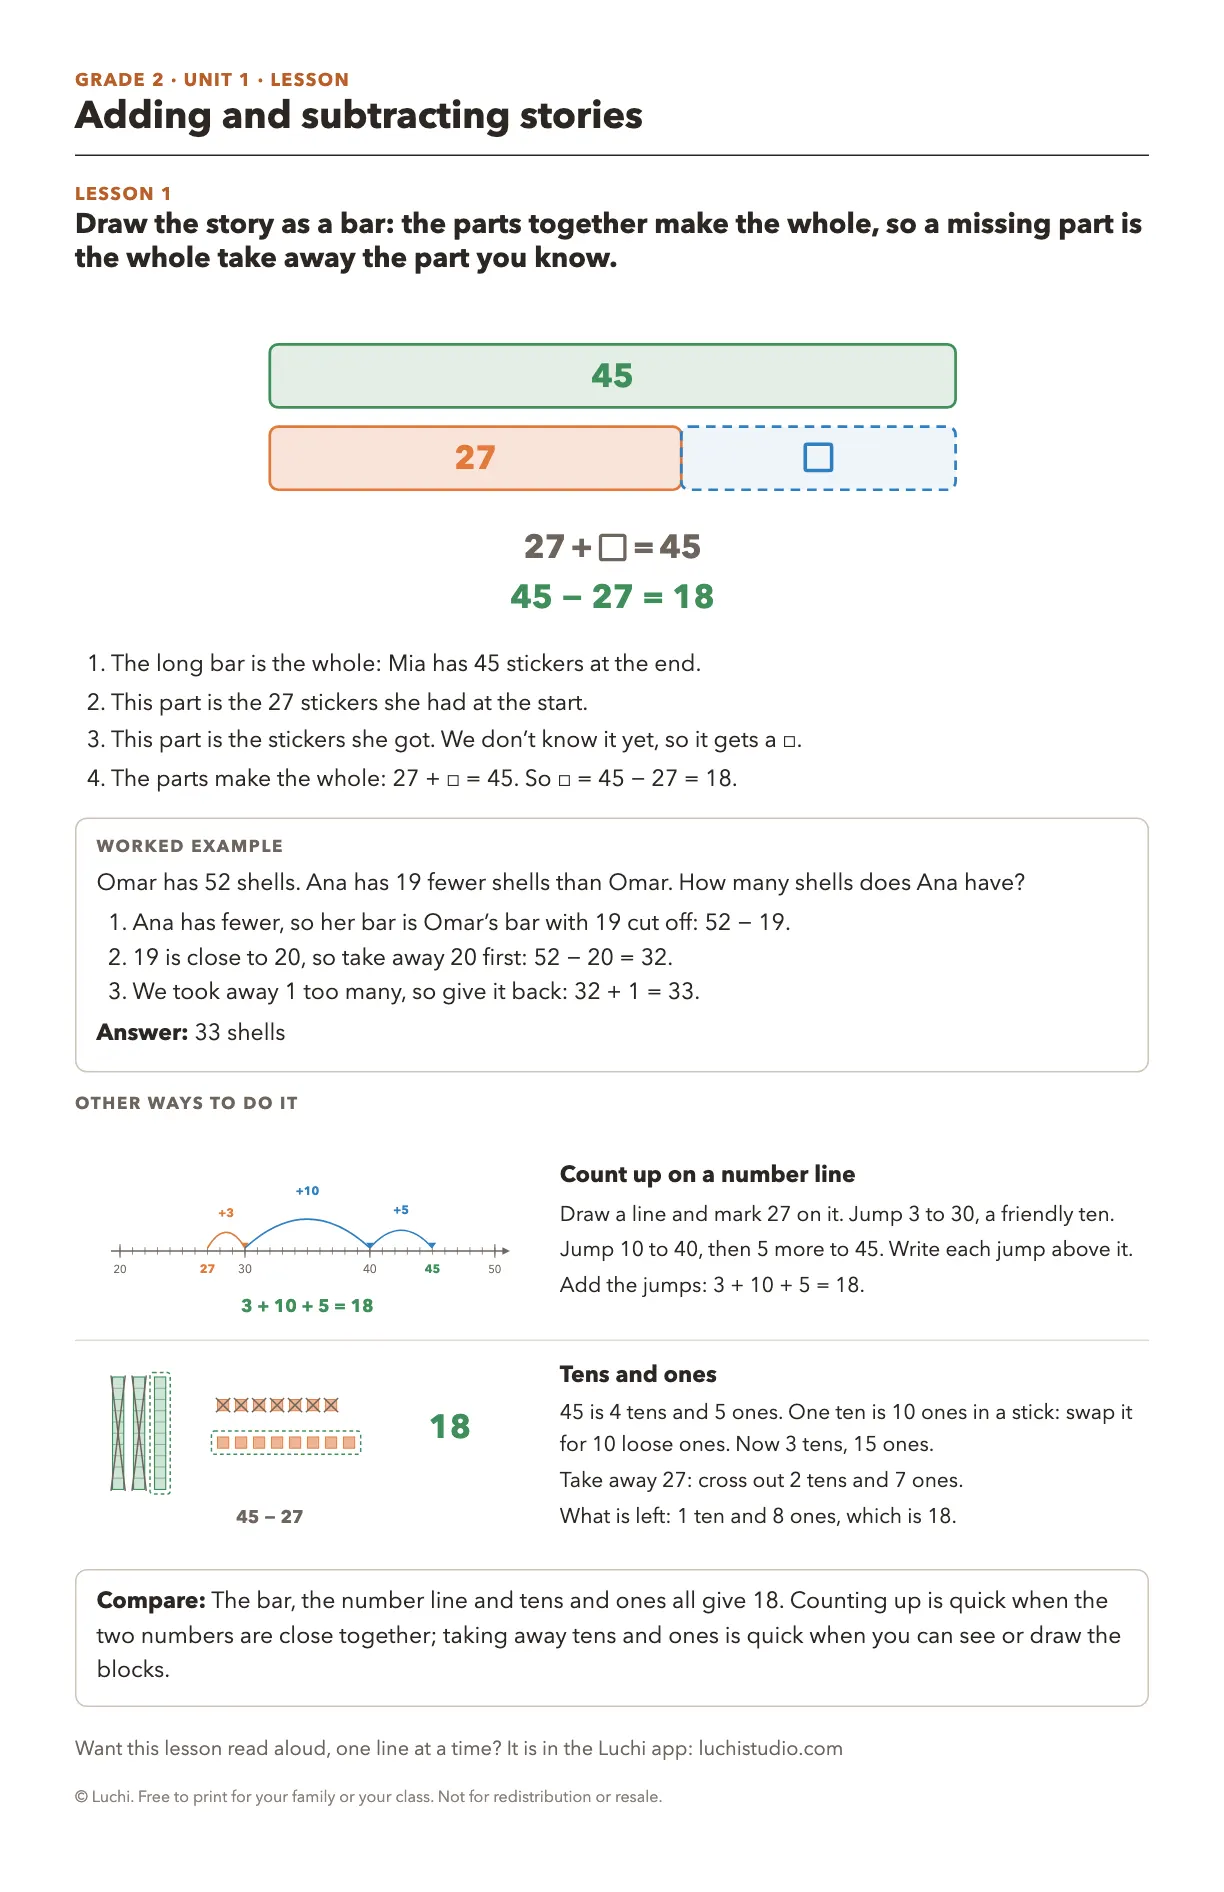 GRADE 2 · UNIT 1 · LESSON
Adding and subtracting stories
LESSON 1
Draw the story as a bar: the parts together make the whole, so a missing part is
the whole take away the part you know.
45
27 □
27 + □ = 45
45 − 27 = 18
1. The long bar is the whole: Mia has 45 stickers at the end.
2. This part is the 27 stickers she had at the start.
3. This part is the stickers she got. We don’t know it yet, so it gets a □.
4. The parts make the whole: 27 + □ = 45. So □ = 45 − 27 = 18.
WORKED EXAMPLE
Omar has 52 shells. Ana has 19 fewer shells than Omar. How many shells does Ana have?
1. Ana has fewer, so her bar is Omar’s bar with 19 cut off: 52 − 19.
2. 19 is close to 20, so take away 20 first: 52 − 20 = 32.
3. We took away 1 too many, so give it back: 32 + 1 = 33.
Answer: 33 shells
OTHER WAYS TO DO IT
+3 +10 +5
20 27 30 40 45 50
3 + 10 + 5 = 18
Count up on a number line
Draw a line and mark 27 on it. Jump 3 to 30, a friendly ten.
Jump 10 to 40, then 5 more to 45. Write each jump above it.
Add the jumps: 3 + 10 + 5 = 18.
18
45 − 27
Tens and ones
45 is 4 tens and 5 ones. One ten is 10 ones in a stick: swap it
for 10 loose ones. Now 3 tens, 15 ones.
Take away 27: cross out 2 tens and 7 ones.
What is left: 1 ten and 8 ones, which is 18.
Compare: The bar, the number line and tens and ones all give 18. Counting up is quick when the
two numbers are close together; taking away tens and ones is quick when you can see or draw the
blocks.
Want this lesson read aloud, one line at a time? It is in the Luchi app: luchistudio.com
© Luchi. Free to print for your family or your class. Not for redistribution or resale.